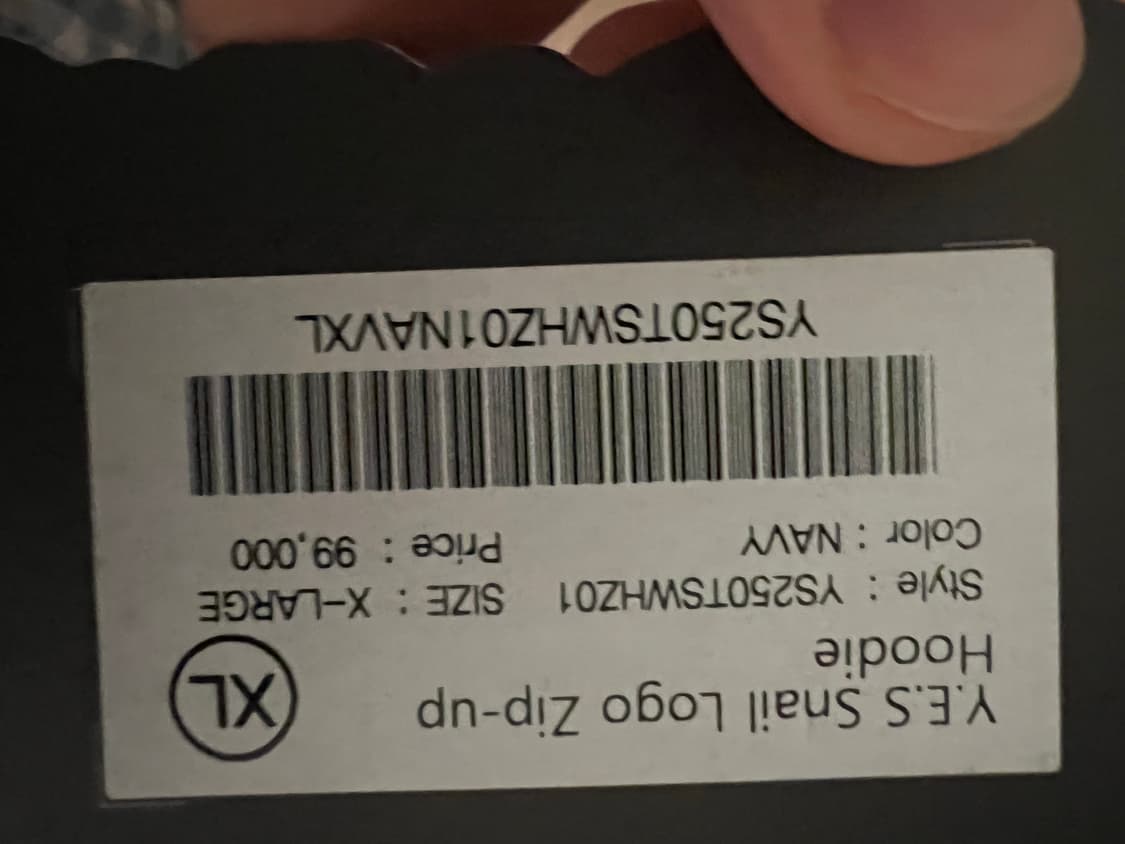 Y.E.S Snail Logo Zip-up
Hoodie
XL
Style : YS250TSWHZ01 SIZE : X-LARGE
Color : NAVY Price : 99,000
YS250TSWHZ01NAVXL